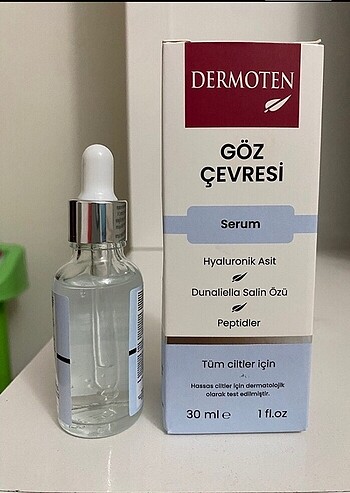 DERMOTEN
GÖZ
ÇEVRESİ
Serum
Hyaluronik Asit
Dunaliella Salin Özü
Peptidler
Tüm ciltler için
Hassas ciltler için dermatolojik
olarak test edilmiştir.
30 ml e 1 fl.oz